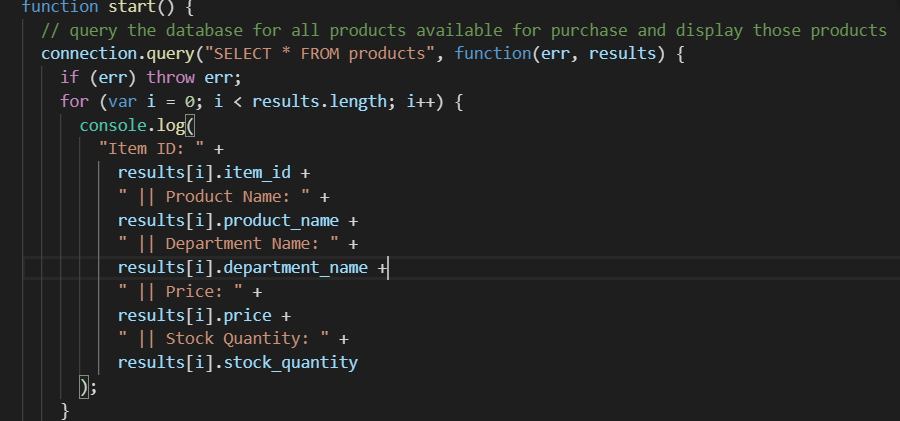 function start() {
  // query the database for all products available for purchase and display those products
  connection.query("SELECT * FROM products", function(err, results) {
    if (err) throw err;
    for (var i = 0; i < results.length; i++) {
      console.log(
        "Item ID: " +
          results[i].item_id +
          " || Product Name: " +
          results[i].product_name +
          " || Department Name: " +
          results[i].department_name +
          " || Price: " +
          results[i].price +
          " || Stock Quantity: " +
          results[i].stock_quantity
      );
    }